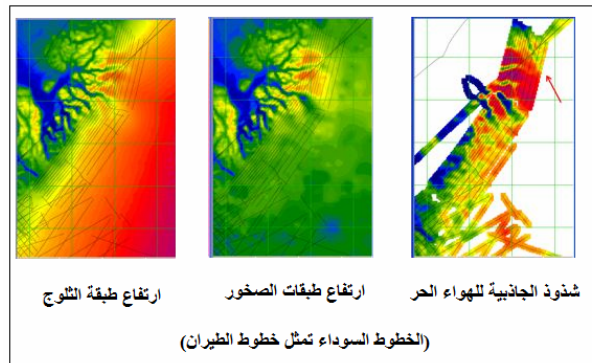 شذوذ الجاذبية للهواء الحر
ارتفاع طبقات الصخور
ارتفاع طبقة الثلوج
(الخطوط السوداء تمثل خطوط الطيران)